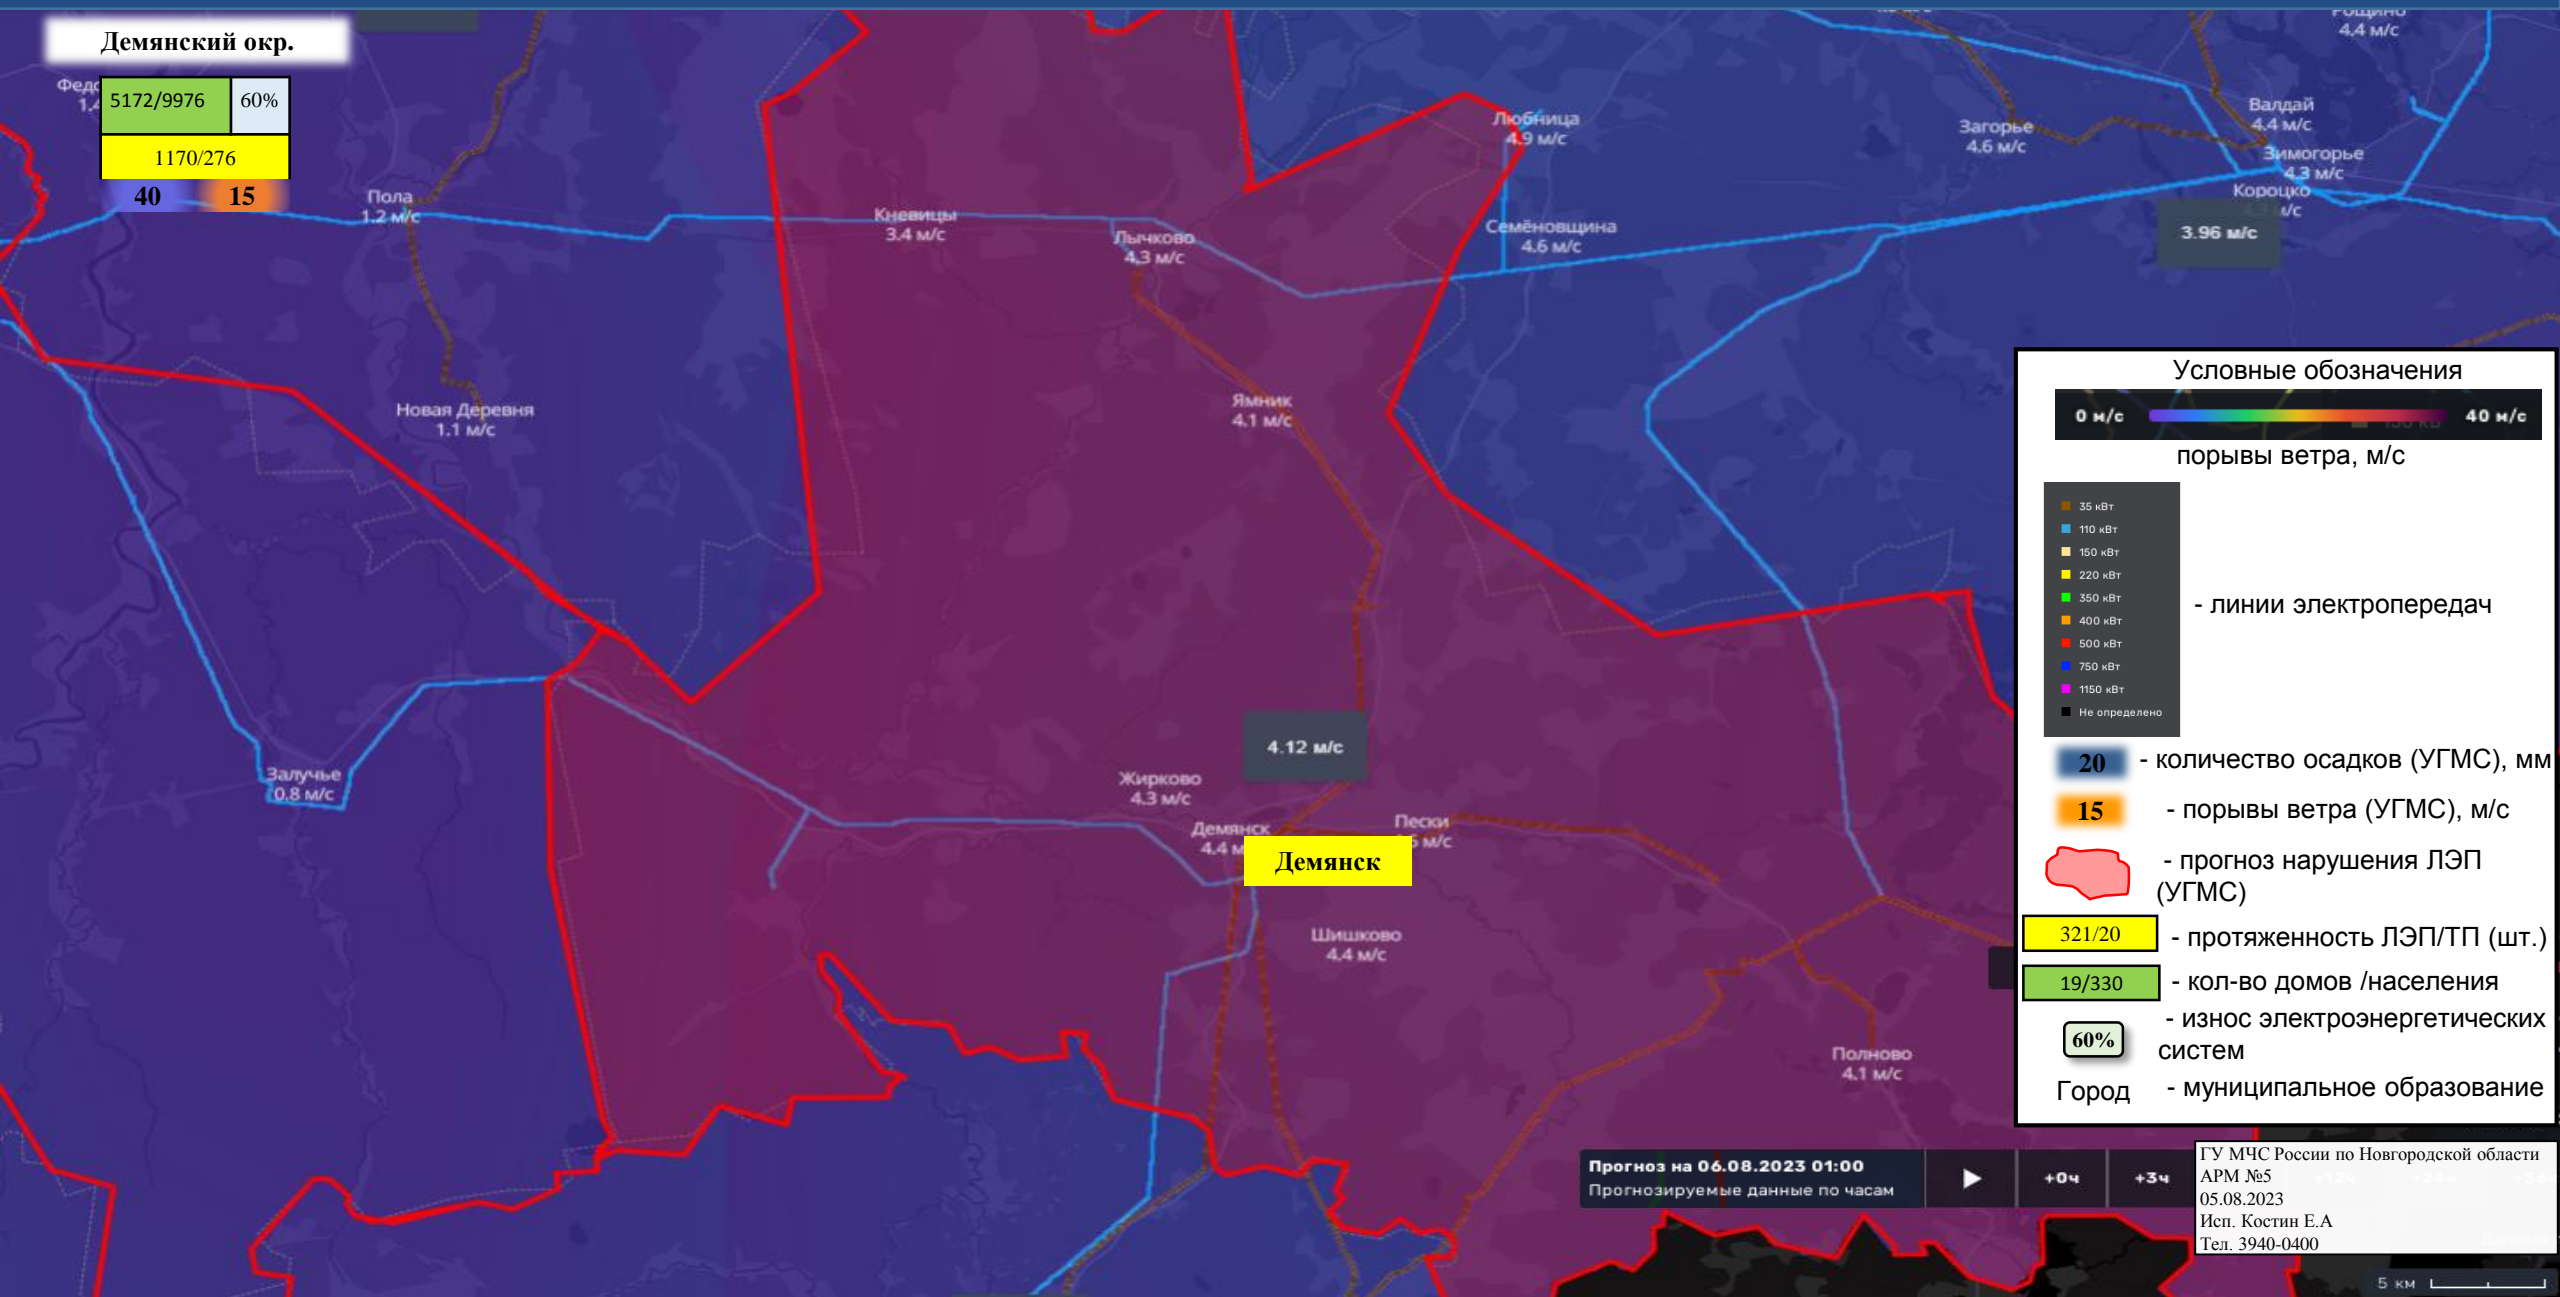 Демянский окр.
5172/9976
60%
1170/276
40
15
1.4
Пола
1.2 м/с
Кневицы
3.4 м/с
Лычково
4.3 м/с
Любница
4.9 м/с
Семёновщина
4.6 м/с
Загорье
4.6 м/с
Рощино
4.4 м/с
Валдай
4.4 м/с
Зимогорье
4.3 м/с
Короцко
м/с
3.96 м/с
Новая Деревня
1.1 м/с
Ямник
4.1 м/с
Залучье
0.8 м/с
4.12 м/с
Жирково
4.3 м/с
Демянск
4.4 м
Пески
м/с
Демянск
Шишково
4.4 м/с
Полново
4.1 м/с
Условные обозначения
0 м/с
40 м/с
порывы ветра, м/с
35 кВт
110 кВт
150 кВт
220 кВт
350 кВт
400 кВт
500 кВт
750 кВт
1150 кВт
Не определено
- линии электропередач
20 - количество осадков (УГМС), мм
15 - порывы ветра (УГМС), м/с
- прогноз нарушения ЛЭП
(УГМС)
321/20 - протяженность ЛЭП/ТП (шт.)
19/330 - кол-во домов /населения
60% - износ электроэнергетических
систем
Город - муниципальное образование
Прогноз на 06.08.2023 01:00
Прогнозируемые данные по часам
+0ч
+3ч
ГУ МЧС России по Новгородской области
АРМ №5
05.08.2023
Исп. Костин Е.А
Тел. 3940-0400
5 км